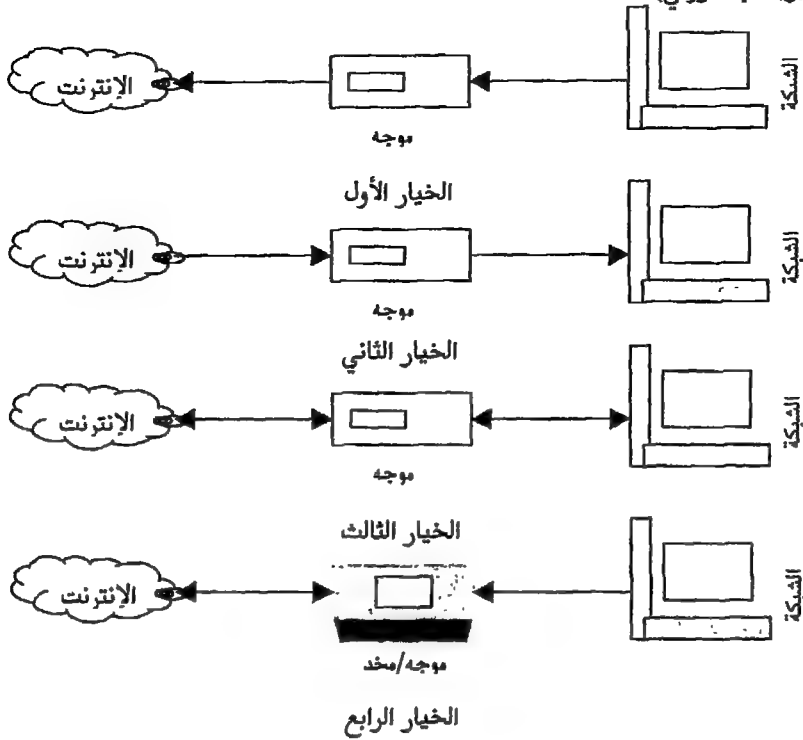 الشبكة
الإنترنت
موجه
الخيار الأول
الشبكة
الإنترنت
موجه
الخيار الثاني
الشبكة
الإنترنت
موجه
الخيار الثالث
الشبكة
الإنترنت
موجه/مخد
الخيار الرابع